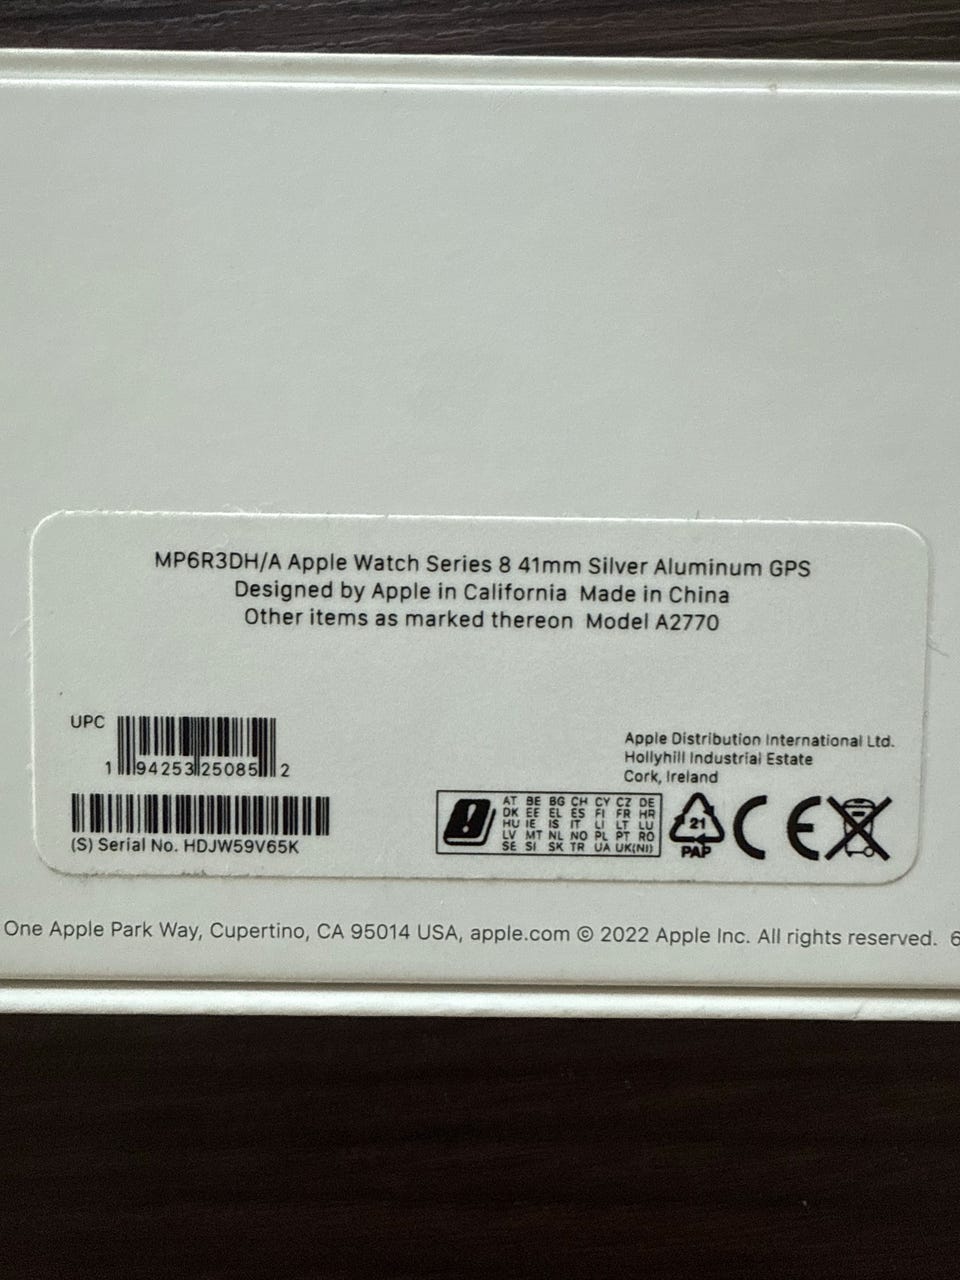 MP6R3DH/A Apple Watch Series 8 41mm Silver Aluminum GPS
Designed by Apple in California Made in China
Other items as marked thereon Model A2770
UPC
1 94253 25085 2
(S) Serial No. HDJW59V65K
Apple Distribution International Ltd.
Hollyhill Industrial Estate
Cork, Ireland
AT BE BG CH CY CZ DE
DK EE EL ES FI FR HR
HU IE IS IT LI LT LU
LV MT NL NO PL PT RO
SE SI SK TR UA UK(NI)
21
PAP
CE
One Apple Park Way, Cupertino, CA 95014 USA, apple.com © 2022 Apple Inc. All rights reserved. 6